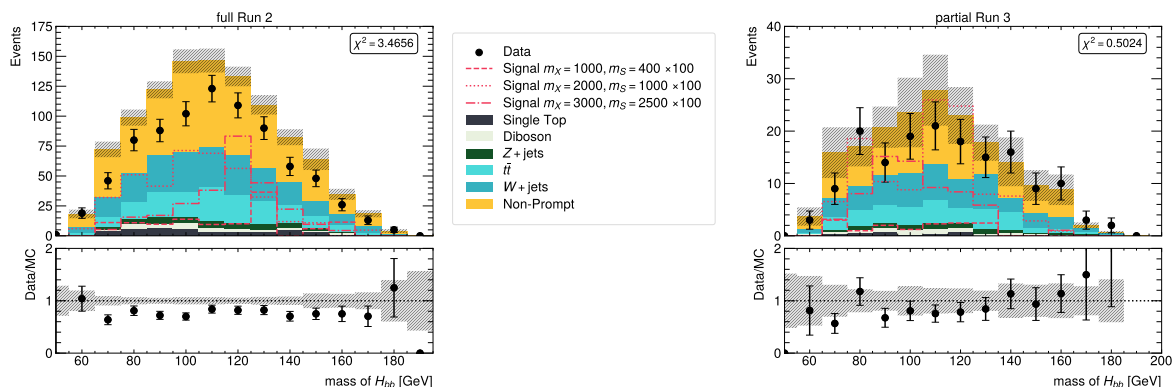 full Run 2
Events
175
150
125
100
75
50
25
0
χ² = 3.4656
Data/MC
2
1
0
60 80 100 120 140 160 180
mass of H_bb [GeV]
Data
Signal m_X = 1000, m_S = 400 ×100
Signal m_X = 2000, m_S = 1000 ×100
Signal m_X = 3000, m_S = 2500 ×100
Single Top
Diboson
Z + jets
tt̄
W + jets
Non-Prompt
partial Run 3
Events
40
30
20
10
0
χ² = 0.5024
Data/MC
2
1
0
60 80 100 120 140 160 180 200
mass of H_bb [GeV]